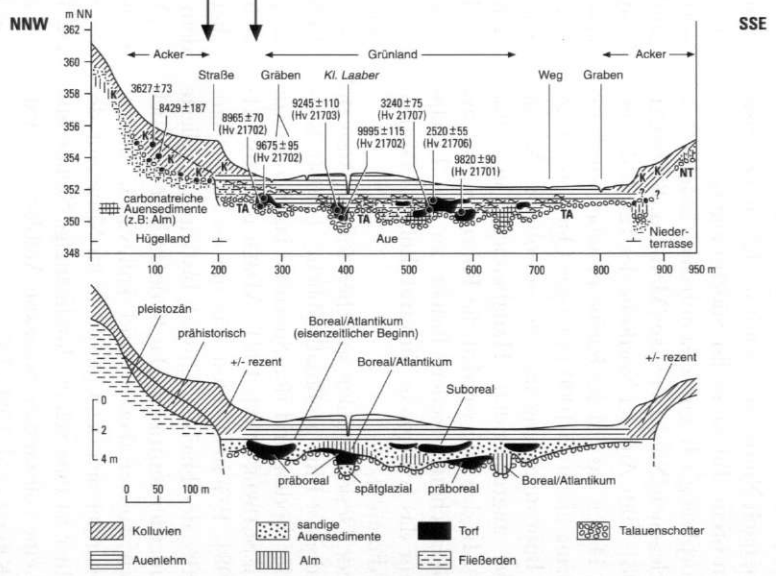 NNW
m NN
SSE
362
360
358
356
354
352
350
348
Acker
Grünland
Acker
Straße
Gräben
Kl. Laaber
Weg
Graben
3627±73
8429±187
8965±70
(Hv 21702)
9675±95
(Hv 21702)
9245±110
(Hv 21703)
9995±115
(Hv 21702)
3240±75
(Hv 21707)
2520±55
(Hv 21706)
9820±90
(Hv 21701)
K
K
K
K
K
K
K
K
NT
?
?
TA
TA
TA
carbonatreiche
Auensedimente
(z.B: Alm)
Hügelland
Aue
Nieder-
terrasse
100
200
300
400
500
600
700
800
900
950 m
pleistozän
prähistorisch
+/- rezent
Boreal/Atlantikum
(eisenzeitlicher Beginn)
Boreal/Atlantikum
Suboreal
+/- rezent
0
2
4 m
0
100 m
präboreal
spätglazial
präboreal
Boreal/Atlantikum
Kolluvien
sandige
Auensedimente
Torf
Talauenschotter
Auenlehm
Alm
Fließerden